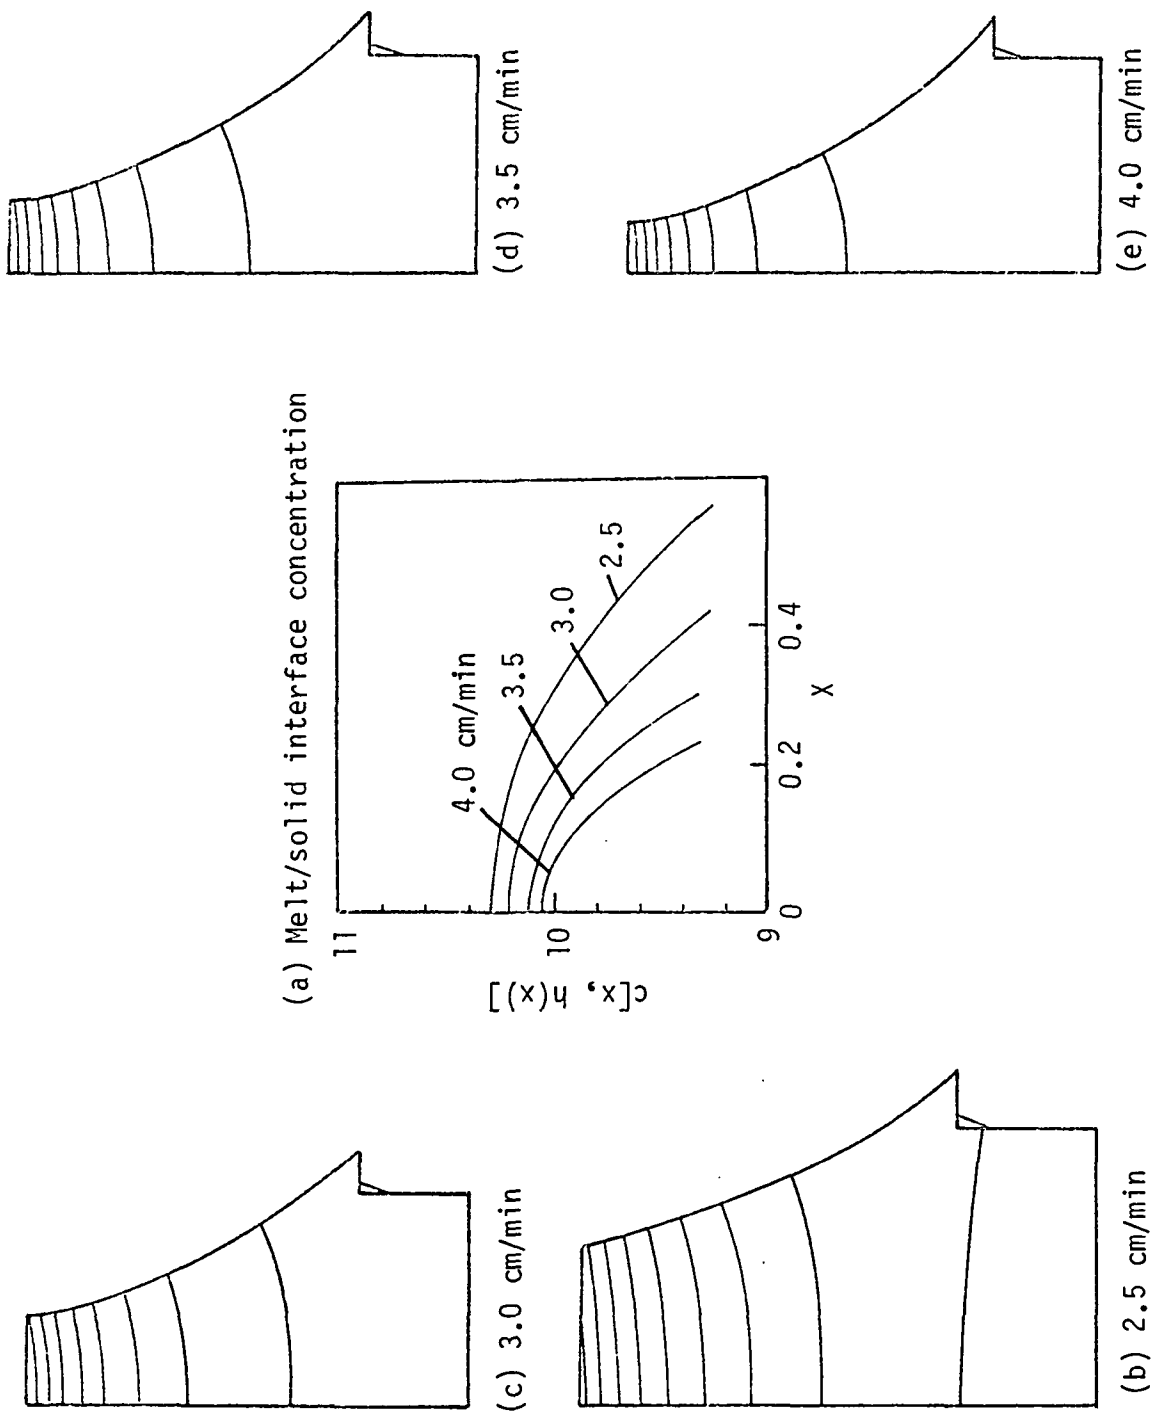 (a) Melt/solid interface concentration
c[x, h(x)]
11
10
9
0
0.2
0.4
X
4.0 cm/min
3.5
3.0
2.5
(b) 2.5 cm/min
(c) 3.0 cm/min
(d) 3.5 cm/min
(e) 4.0 cm/min